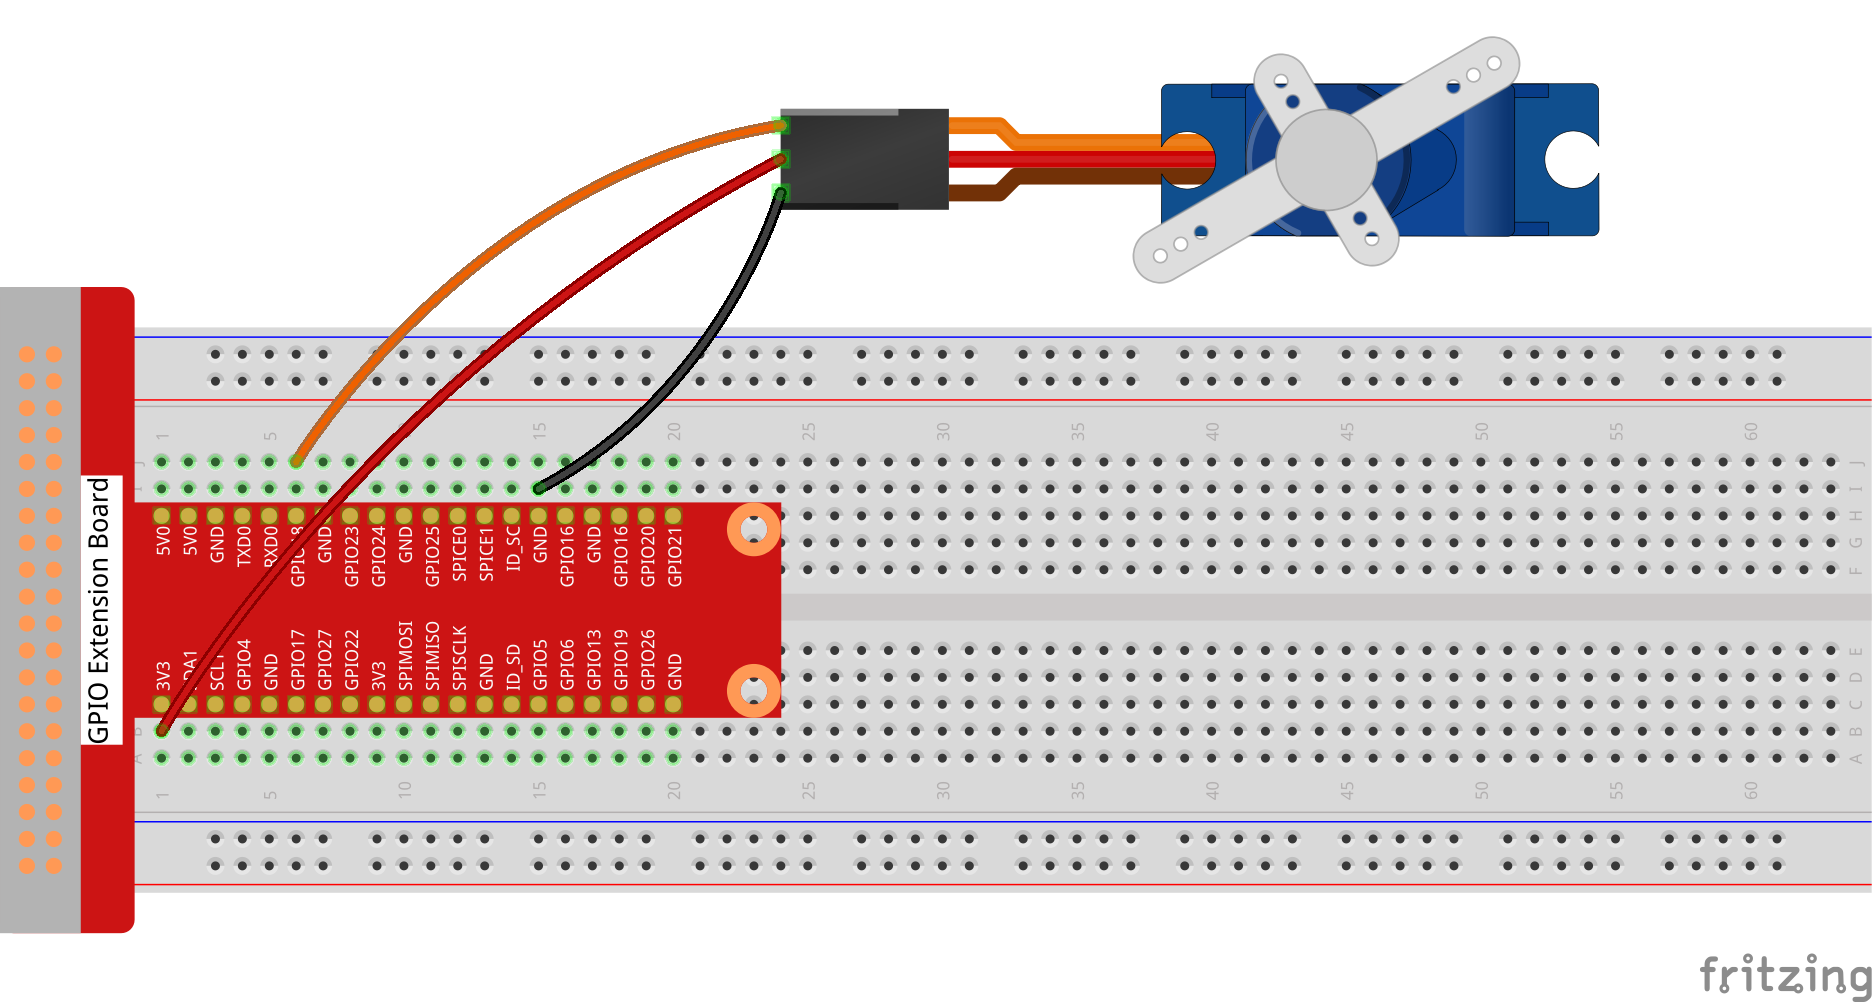 1 5 15 20 25 30 35 40 45 50 55 60
J J
I
H
G
F
5V0 5V0 GND TXD0 RXD0 GND GPIO23 GPIO24 GND GPIO25 SPICE0 SPICE1 ID_SC GND GPIO16 GND GPIO16 GPIO20 GPIO21
GPIO Extension Board
3V3 SCL1 GPIO4 GND GPIO17 GPIO27 GPIO22 3V3 SPIMOSI SPIMISO SPISCLK GND ID_SD GPIO5 GPIO6 GPIO13 GPIO19 GPIO26 GND
E
D
C
B B
A A
1 5 10 15 20 25 30 35 40 45 50 55 60
fritzing